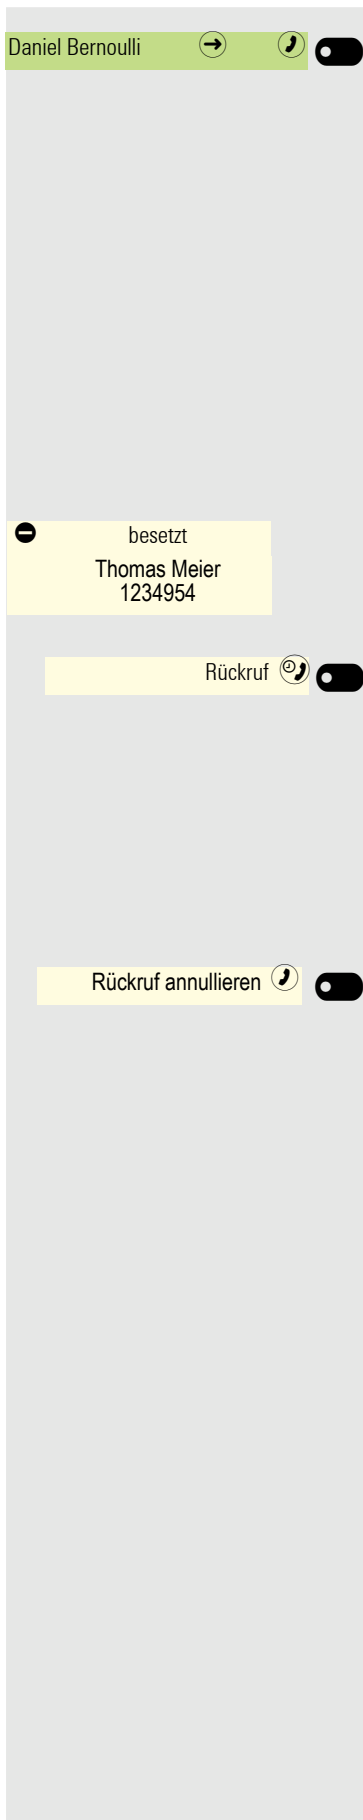 Daniel Bernoulli
besetzt
Thomas Meier
1234954
Rückruf
Rückruf annullieren